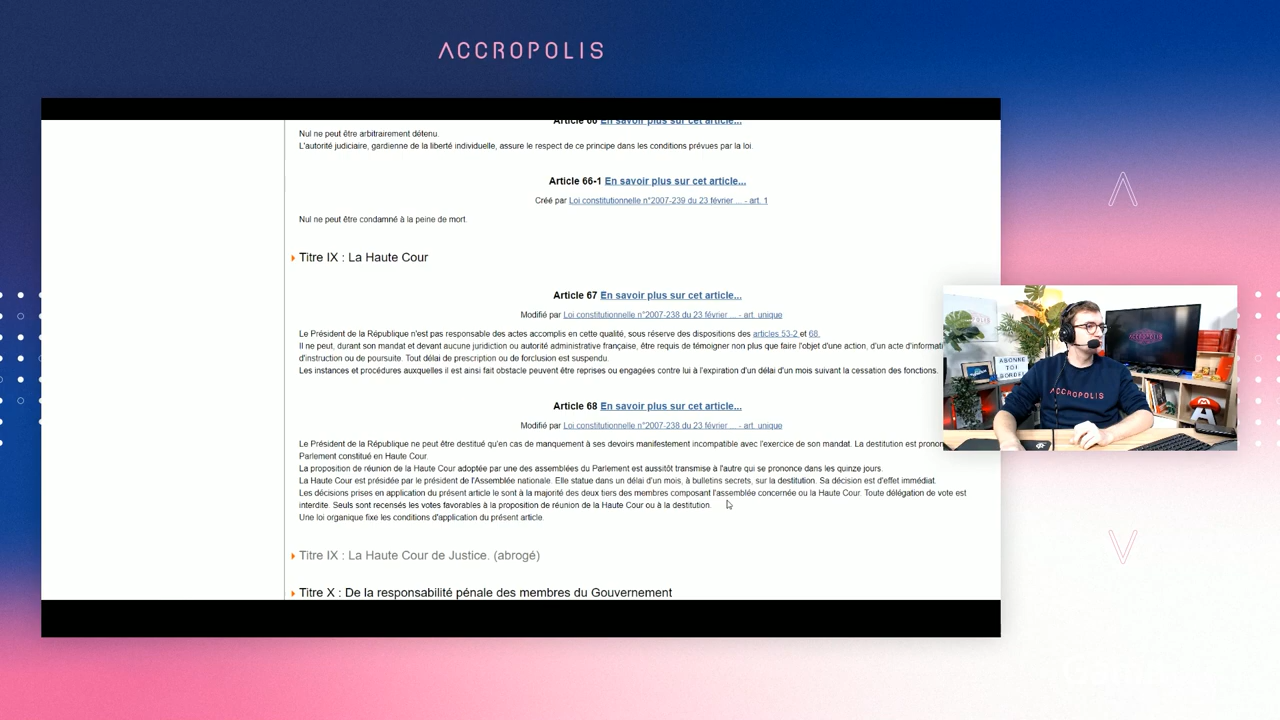 ACCROPOLIS
Article 66 En savoir plus sur cet article...
Nul ne peut être arbitrairement détenu.
L'autorité judiciaire, gardienne de la liberté individuelle, assure le respect de ce principe dans les conditions prévues par la loi.
Article 66-1 En savoir plus sur cet article...
Créé par Loi constitutionnelle n°2007-239 du 23 février ... - art. 1
Nul ne peut être condamné à la peine de mort.
Titre IX : La Haute Cour
Article 67 En savoir plus sur cet article...
Modifié par Loi constitutionnelle n°2007-238 du 23 février ... - art. unique
Le Président de la République n'est pas responsable des actes accomplis en cette qualité, sous réserve des dispositions des articles 53-2 et 68.
Il ne peut, durant son mandat et devant aucune juridiction ou autorité administrative française, être requis de témoigner non plus que faire l'objet d'une action, d'un acte d'informati
d'instruction ou de poursuite. Tout délai de prescription ou de forclusion est suspendu.
Les instances et procédures auxquelles il est ainsi fait obstacle peuvent être reprises ou engagées contre lui à l'expiration d'un délai d'un mois suivant la cessation des fonctions.
Article 68 En savoir plus sur cet article...
Modifié par Loi constitutionnelle n°2007-238 du 23 février ... - art. unique
Le Président de la République ne peut être destitué qu'en cas de manquement à ses devoirs manifestement incompatible avec l'exercice de son mandat. La destitution est pronon
Parlement constitué en Haute Cour.
La proposition de réunion de la Haute Cour adoptée par une des assemblées du Parlement est aussitôt transmise à l'autre qui se prononce dans les quinze jours.
La Haute Cour est présidée par le président de l'Assemblée nationale. Elle statue dans un délai d'un mois, à bulletins secrets, sur la destitution. Sa décision est d'effet immédiat.
Les décisions prises en application du présent article le sont à la majorité des deux tiers des membres composant l'assemblée concernée ou la Haute Cour. Toute délégation de vote est
interdite. Seuls sont recensés les votes favorables à la proposition de réunion de la Haute Cour ou à la destitution.
Une loi organique fixe les conditions d'application du présent article.
Titre IX : La Haute Cour de Justice. (abrogé)
Titre X : De la responsabilité pénale des membres du Gouvernement
ABONNE
TOI
BORDEL
ACCROPOLIS
ACCROPOLIS